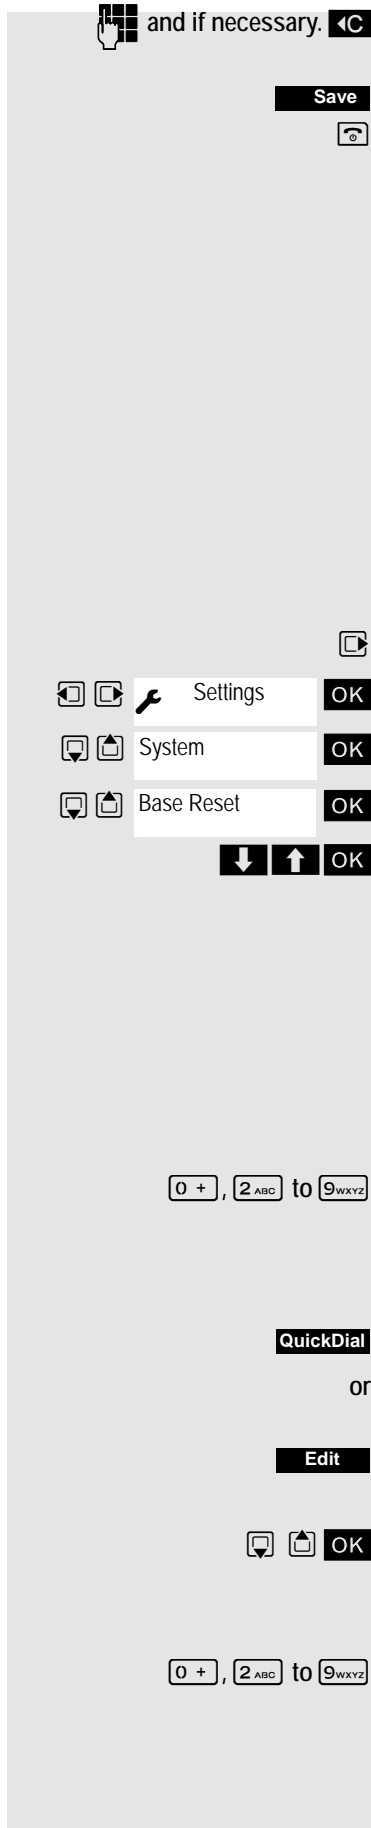 and if necessary. C
Save
Settings OK
System OK
Base Reset OK
OK
0 + , 2 ABC to 9 WXYZ
QuickDial
or
Edit
OK
0 + , 2 ABC to 9 WXYZ